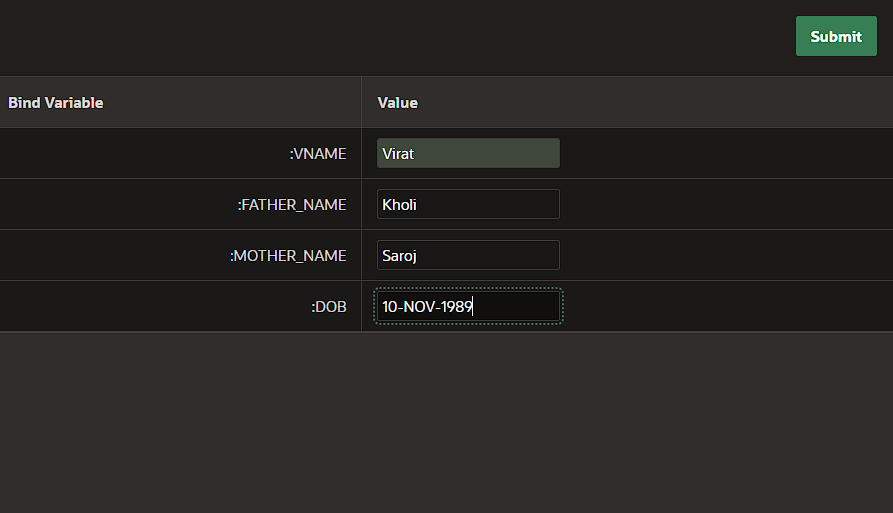 Submit
Bind Variable Value
:VNAME Virat
:FATHER_NAME Kholi
:MOTHER_NAME Saroj
:DOB 10-NOV-1989